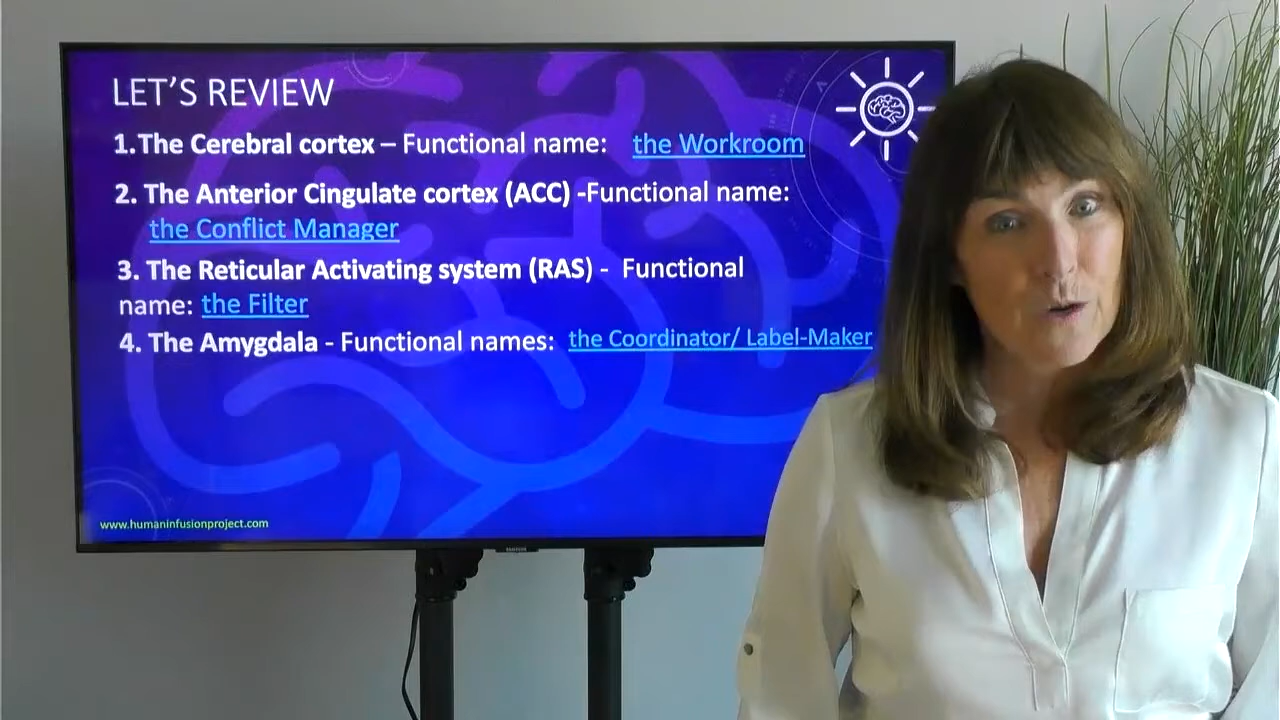 LET'S REVIEW
1.The Cerebral cortex – Functional name: the Workroom
2. The Anterior Cingulate cortex (ACC) -Functional name:
the Conflict Manager
3. The Reticular Activating system (RAS) - Functional
name: the Filter
4. The Amygdala - Functional names: the Coordinator/ Label-Maker
www.humaninfusionproject.com
SAMSUNG